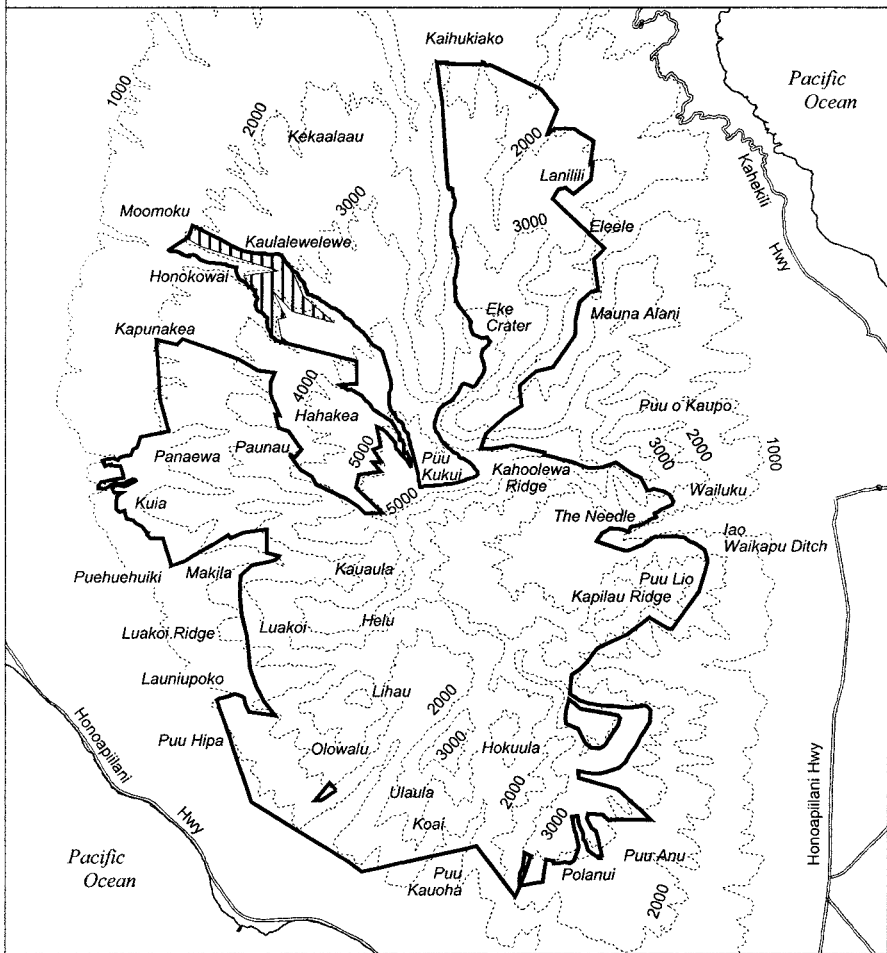 Kaihukiako
Pacific
Ocean
1000
2000
Kekaalaau
2000
Lanilili
Kahekili
Hwy
3000
Moomoku
Kaulalewelewe
3000
Eleele
Honokowai
Eke
Crater
Mauna Alani
Kapunakea
4000
Hahakea
Puu o Kaupo
3000
2000
1000
Panaewa
Paunau
5000
Puu
Kukui
Kahoolewa
Ridge
Wailuku
5000
Kuia
The Needle
Iao
Waikapu Ditch
Puehuehuiki
Makila
Kauaula
Puu Lio
Kapilau Ridge
Luakoi Ridge
Luakoi
Helu
Launiupoko
Lihau
2000
Puu Hipa
Olowalu
3000
Hokuula
Honoapiilani
Hwy
Ulaula
2000
Koai
3000
Honoapiilani Hwy
Pacific
Ocean
Puu
Kauoha
Polanui
Puu Anu
2000